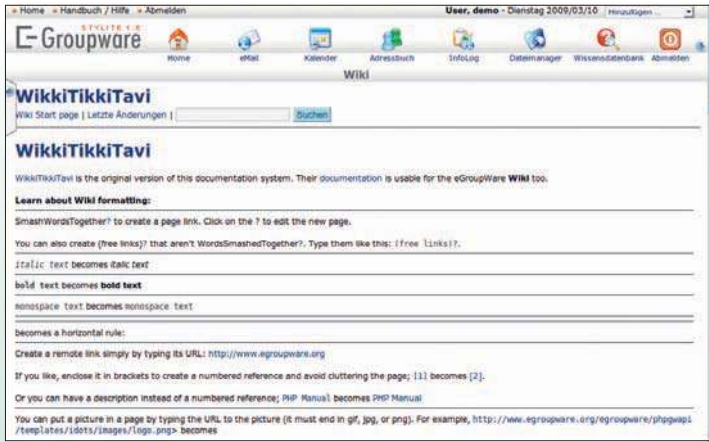 Home Handbuch / Hilfe Abmelden User, demo - Dienstag 2009/03/10 Hinzufügen ...
STYLITE
E-Groupware
Home eMail Kalender Adressbuch InfoLog Dateimanager Wissensdatenbank Abmelden
Wiki
WikkiTikkiTavi
Wiki Start page | Letzte Änderungen | Suchen
WikkiTikkiTavi
WikkiTikkiTavi is the original version of this documentation system. Their documentation is usable for the eGroupWare Wiki too.
Learn about Wiki formatting:
SmashWordsTogether? to create a page link. Click on the ? to edit the new page.
You can also create (free links)? that aren't WordsSmashedTogether?. Type them like this: (free links)?.
italic text becomes italic text
bold text becomes bold text
monospace text becomes monospace text
becomes a horizontal rule:
Create a remote link simply by typing its URL: http://www.egroupware.org
If you like, enclose it in brackets to create a numbered reference and avoid cluttering the page; [1] becomes [2].
Or you can have a description instead of a numbered reference; PHP Manual becomes PHP Manual
You can put a picture in a page by typing the URL to the picture (it must end in gif, jpg, or png). For example, http://www.egroupware.org/egroupware/phpgwapi
/templates/idots/images/logo.png> becomes